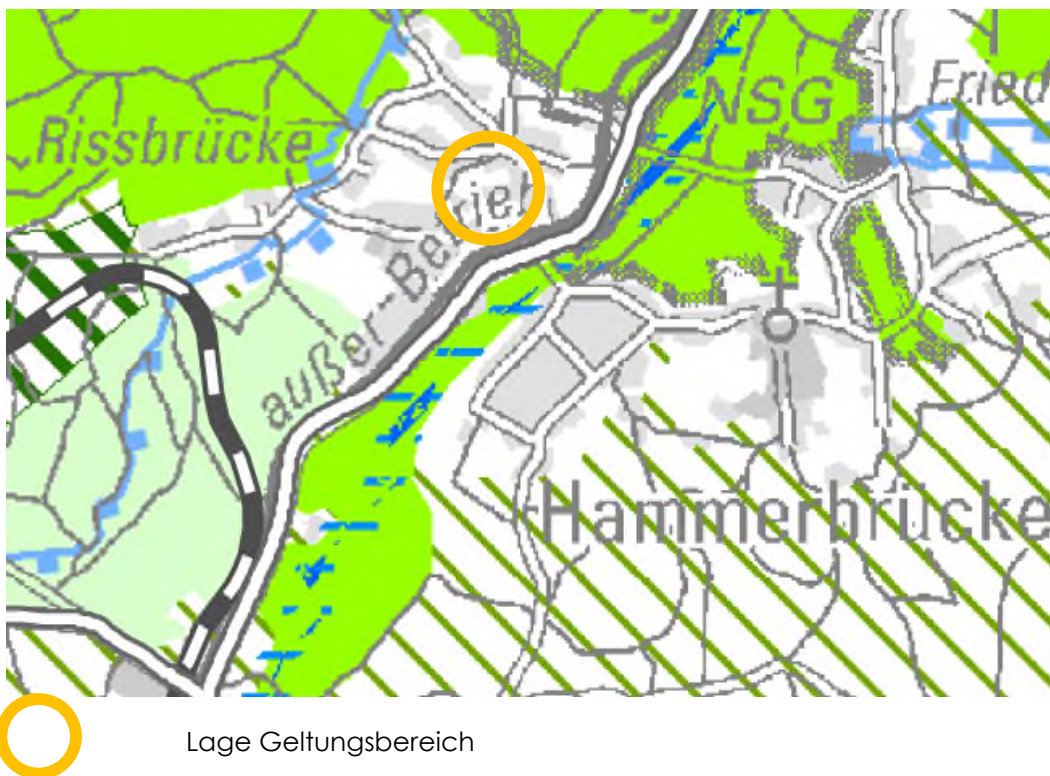 NSG
Fried
Rissbrücke
außer-Betrieb
Hammerbrücke
Lage Geltungsbereich